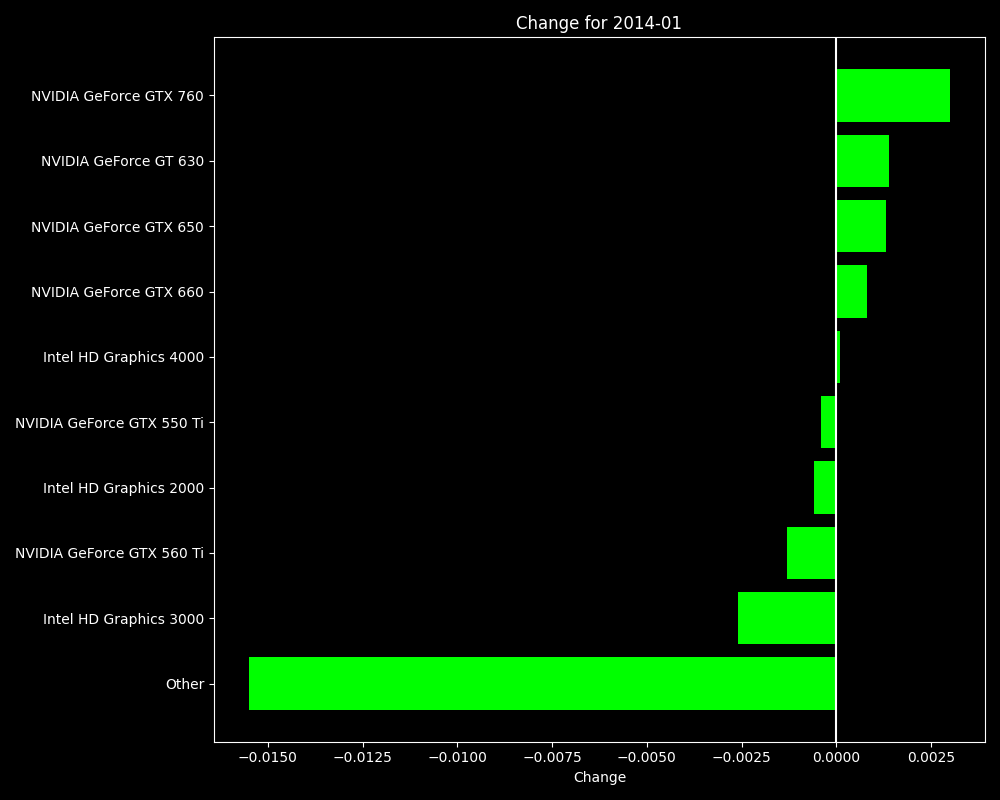 Change for 2014-01
NVIDIA GeForce GTX 760
NVIDIA GeForce GT 630
NVIDIA GeForce GTX 650
NVIDIA GeForce GTX 660
Intel HD Graphics 4000
NVIDIA GeForce GTX 550 Ti
Intel HD Graphics 2000
NVIDIA GeForce GTX 560 Ti
Intel HD Graphics 3000
Other
−0.0150 −0.0125 −0.0100 −0.0075 −0.0050 −0.0025 0.0000 0.0025
Change